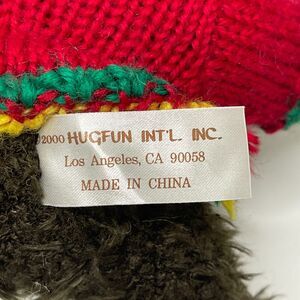 2000 HUGFUN INT'L. INC.
Los Angeles, CA 90058
MADE IN CHINA